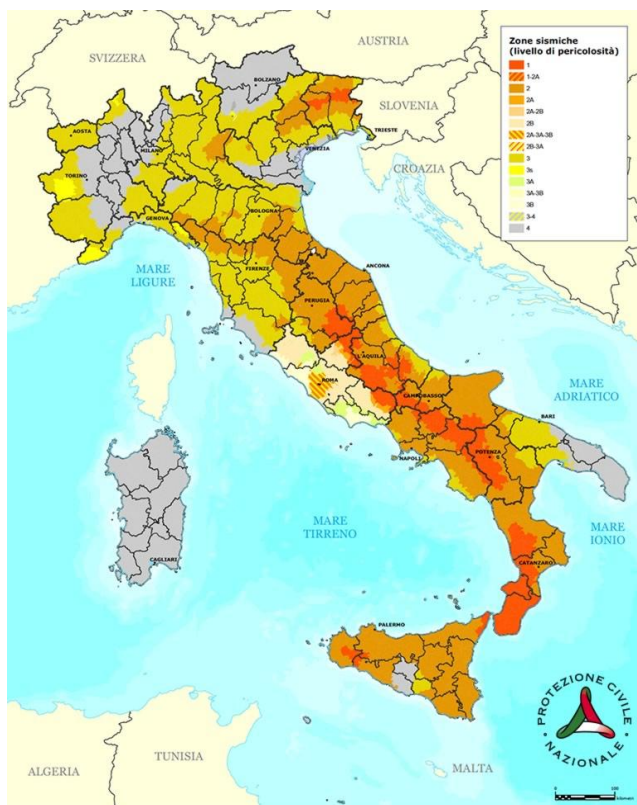 AUSTRIA
SVIZZERA
Zone sismiche
(livello di pericolosità)
1
1-2A
2
2A
2A-2B
2B
2A-3A-3B
2B-3A
3
3s
3A
3A-3B
3B
3-4
4
BOLZANO
SLOVENIA
AOSTA
TRIESTE
MILANO
VENEZIA
CROAZIA
TORINO
GENOVA
BOLOGNA
MARE
LIGURE
FIRENZE
ANCONA
PERUGIA
L'AQUILA
ROMA
CAMPOBASSO
MARE
ADRIATICO
BARI
NAPOLI
POTENZA
MARE
TIRRENO
MARE
IONIO
CAGLIARI
CATANZARO
PALERMO
PROTEZIONE CIVILE
NAZIONALE
ALGERIA
TUNISIA
MALTA
0
100